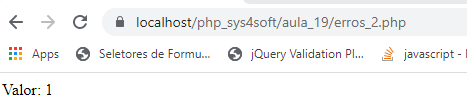 localhost/php_sys4soft/aula_19/erros_2.php
Apps Seletores de Formu... jQuery Validation Pl... javascript - 
Valor: 1